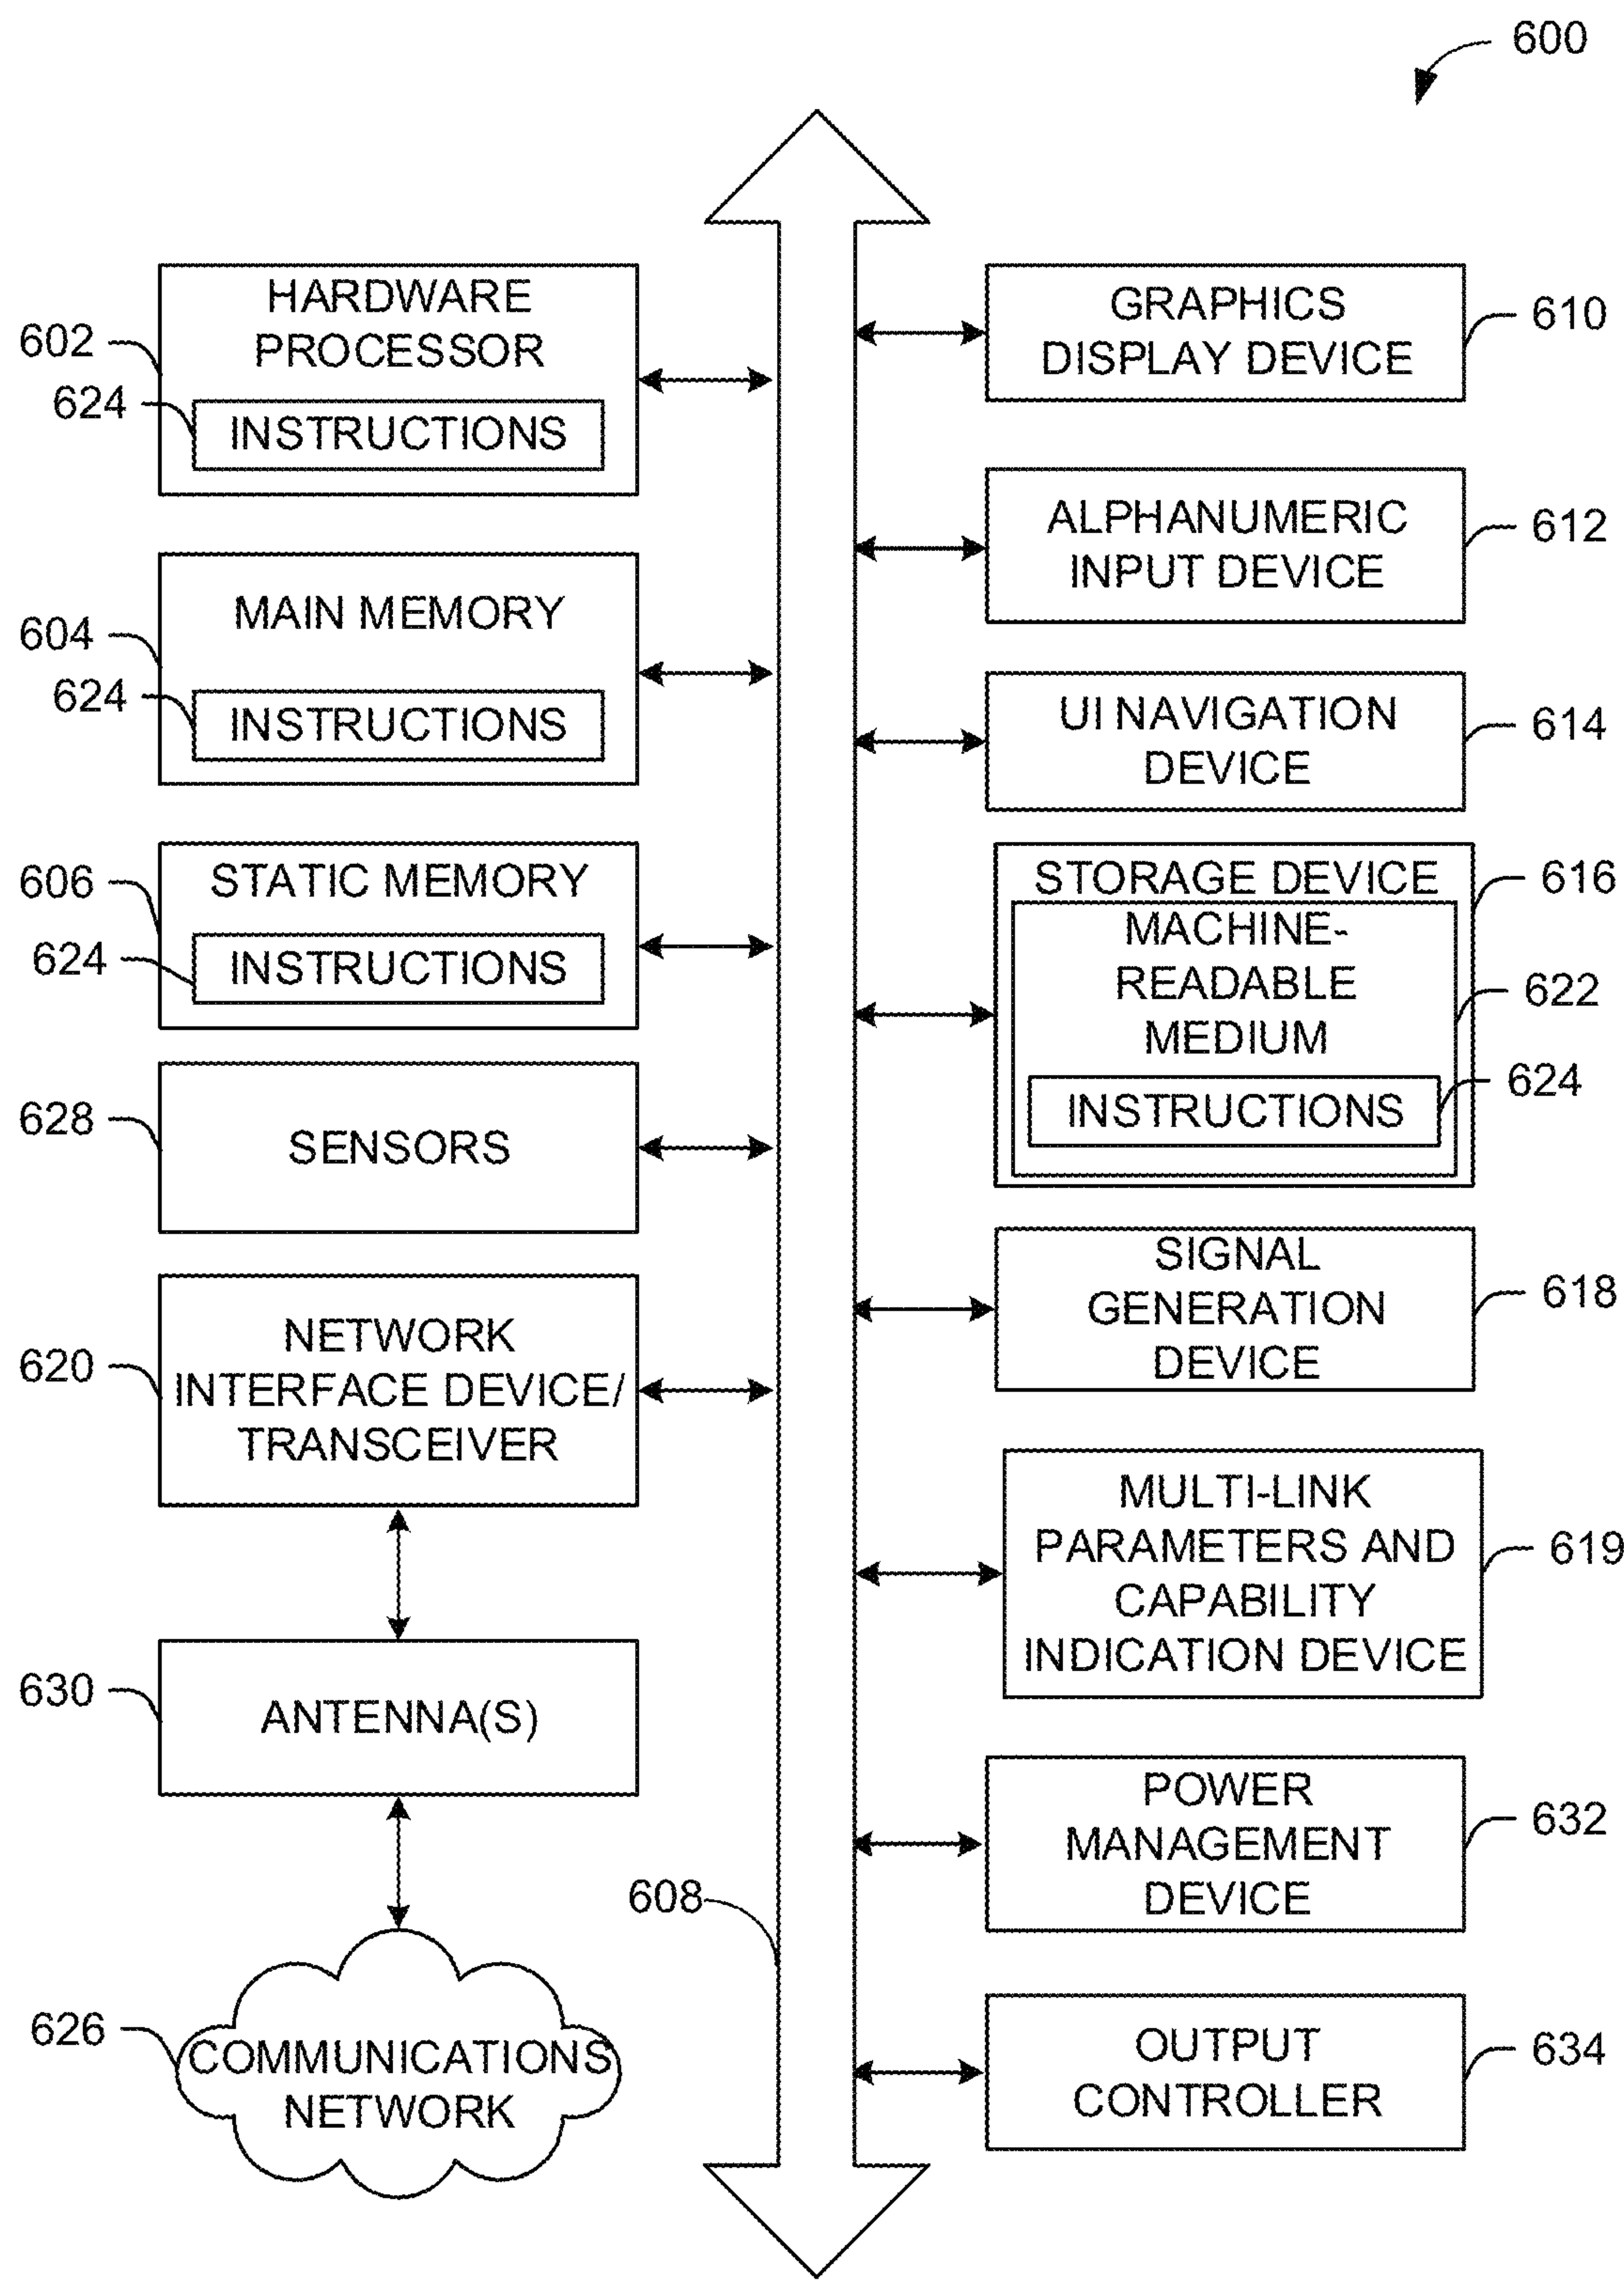 600
HARDWARE
PROCESSOR
602
624
INSTRUCTIONS
MAIN MEMORY
604
624
INSTRUCTIONS
STATIC MEMORY
606
624
INSTRUCTIONS
628
SENSORS
NETWORK
INTERFACE DEVICE/
TRANSCEIVER
620
630
ANTENNA(S)
608
626
COMMUNICATIONS
NETWORK
GRAPHICS
DISPLAY DEVICE
610
ALPHANUMERIC
INPUT DEVICE
612
UI NAVIGATION
DEVICE
614
STORAGE DEVICE
616
MACHINE-
READABLE
MEDIUM
622
INSTRUCTIONS
624
SIGNAL
GENERATION
DEVICE
618
MULTI-LINK
PARAMETERS AND
CAPABILITY
INDICATION DEVICE
619
POWER
MANAGEMENT
DEVICE
632
OUTPUT
CONTROLLER
634